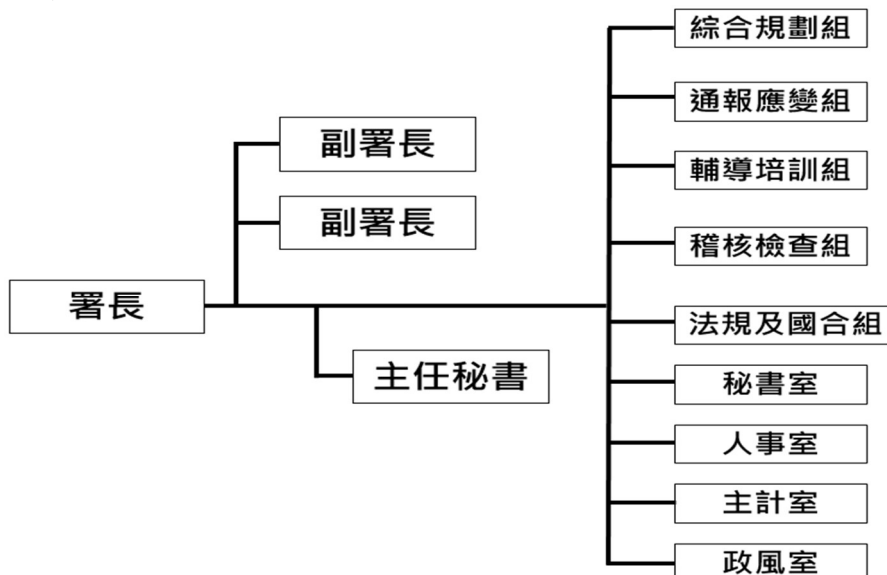 署長
副署長
副署長
主任秘書
綜合規劃組
通報應變組
輔導培訓組
稽核檢查組
法規及國合組
秘書室
人事室
主計室
政風室